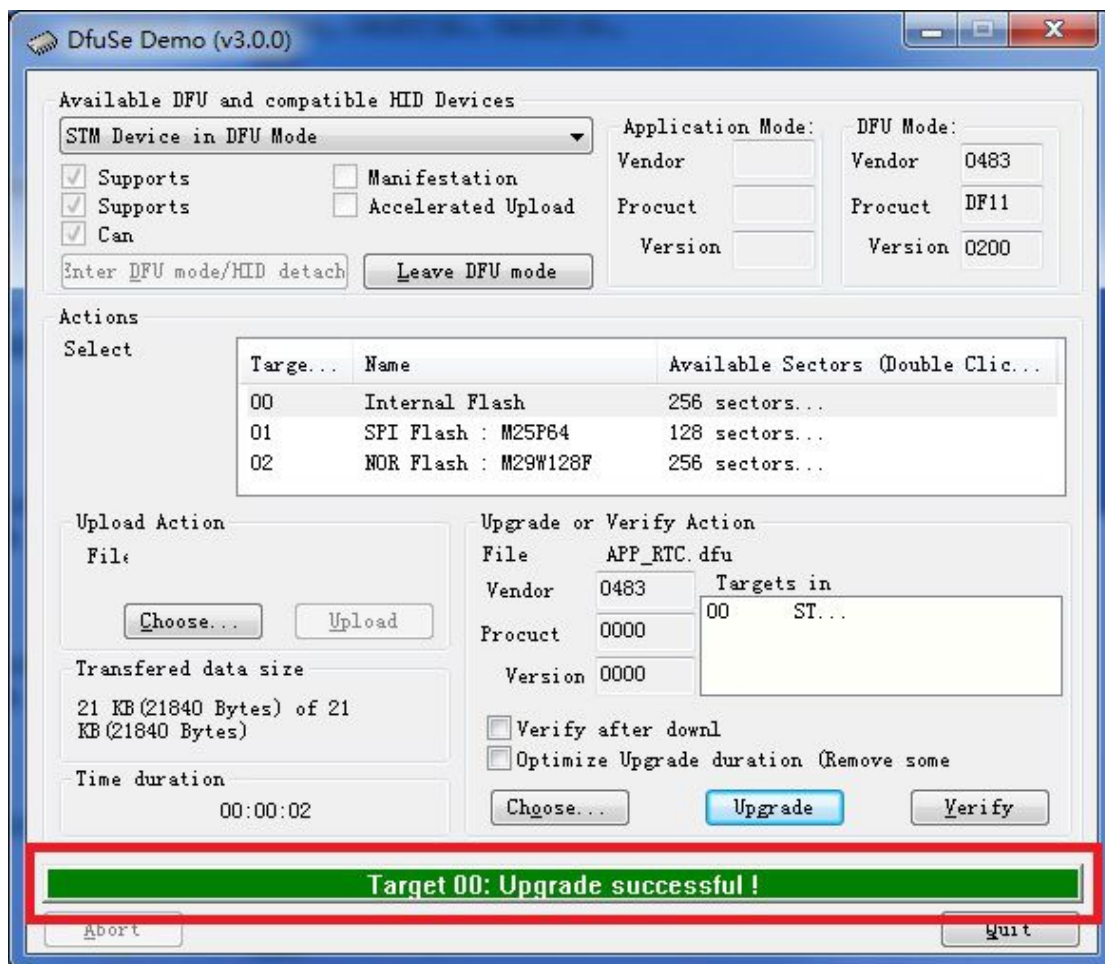 DfuSe Demo (v3.0.0)
Available DFU and compatible HID Devices
STM Device in DFU Mode
Supports
Manifestation
Supports
Accelerated Upload
Can
Enter DFU mode/HID detach
Leave DFU mode
Application Mode:
Vendor
Procuct
Version
DFU Mode:
Vendor 0483
Procuct DF11
Version 0200
Actions
Select
Targe... Name Available Sectors (Double Clic...
00 Internal Flash 256 sectors...
01 SPI Flash : M25P64 128 sectors...
02 NOR Flash : M29W128F 256 sectors...
Upload Action
File
Choose... Upload
Transfered data size
21 KB(21840 Bytes) of 21
KB(21840 Bytes)
Time duration
00:00:02
Upgrade or Verify Action
File APP_RTC.dfu
Vendor 0483
Procuct 0000
Version 0000
Targets in
00 ST...
Verify after downl
Optimize Upgrade duration (Remove some
Choose... Upgrade Verify
Target 00: Upgrade successful !
Abort Quit